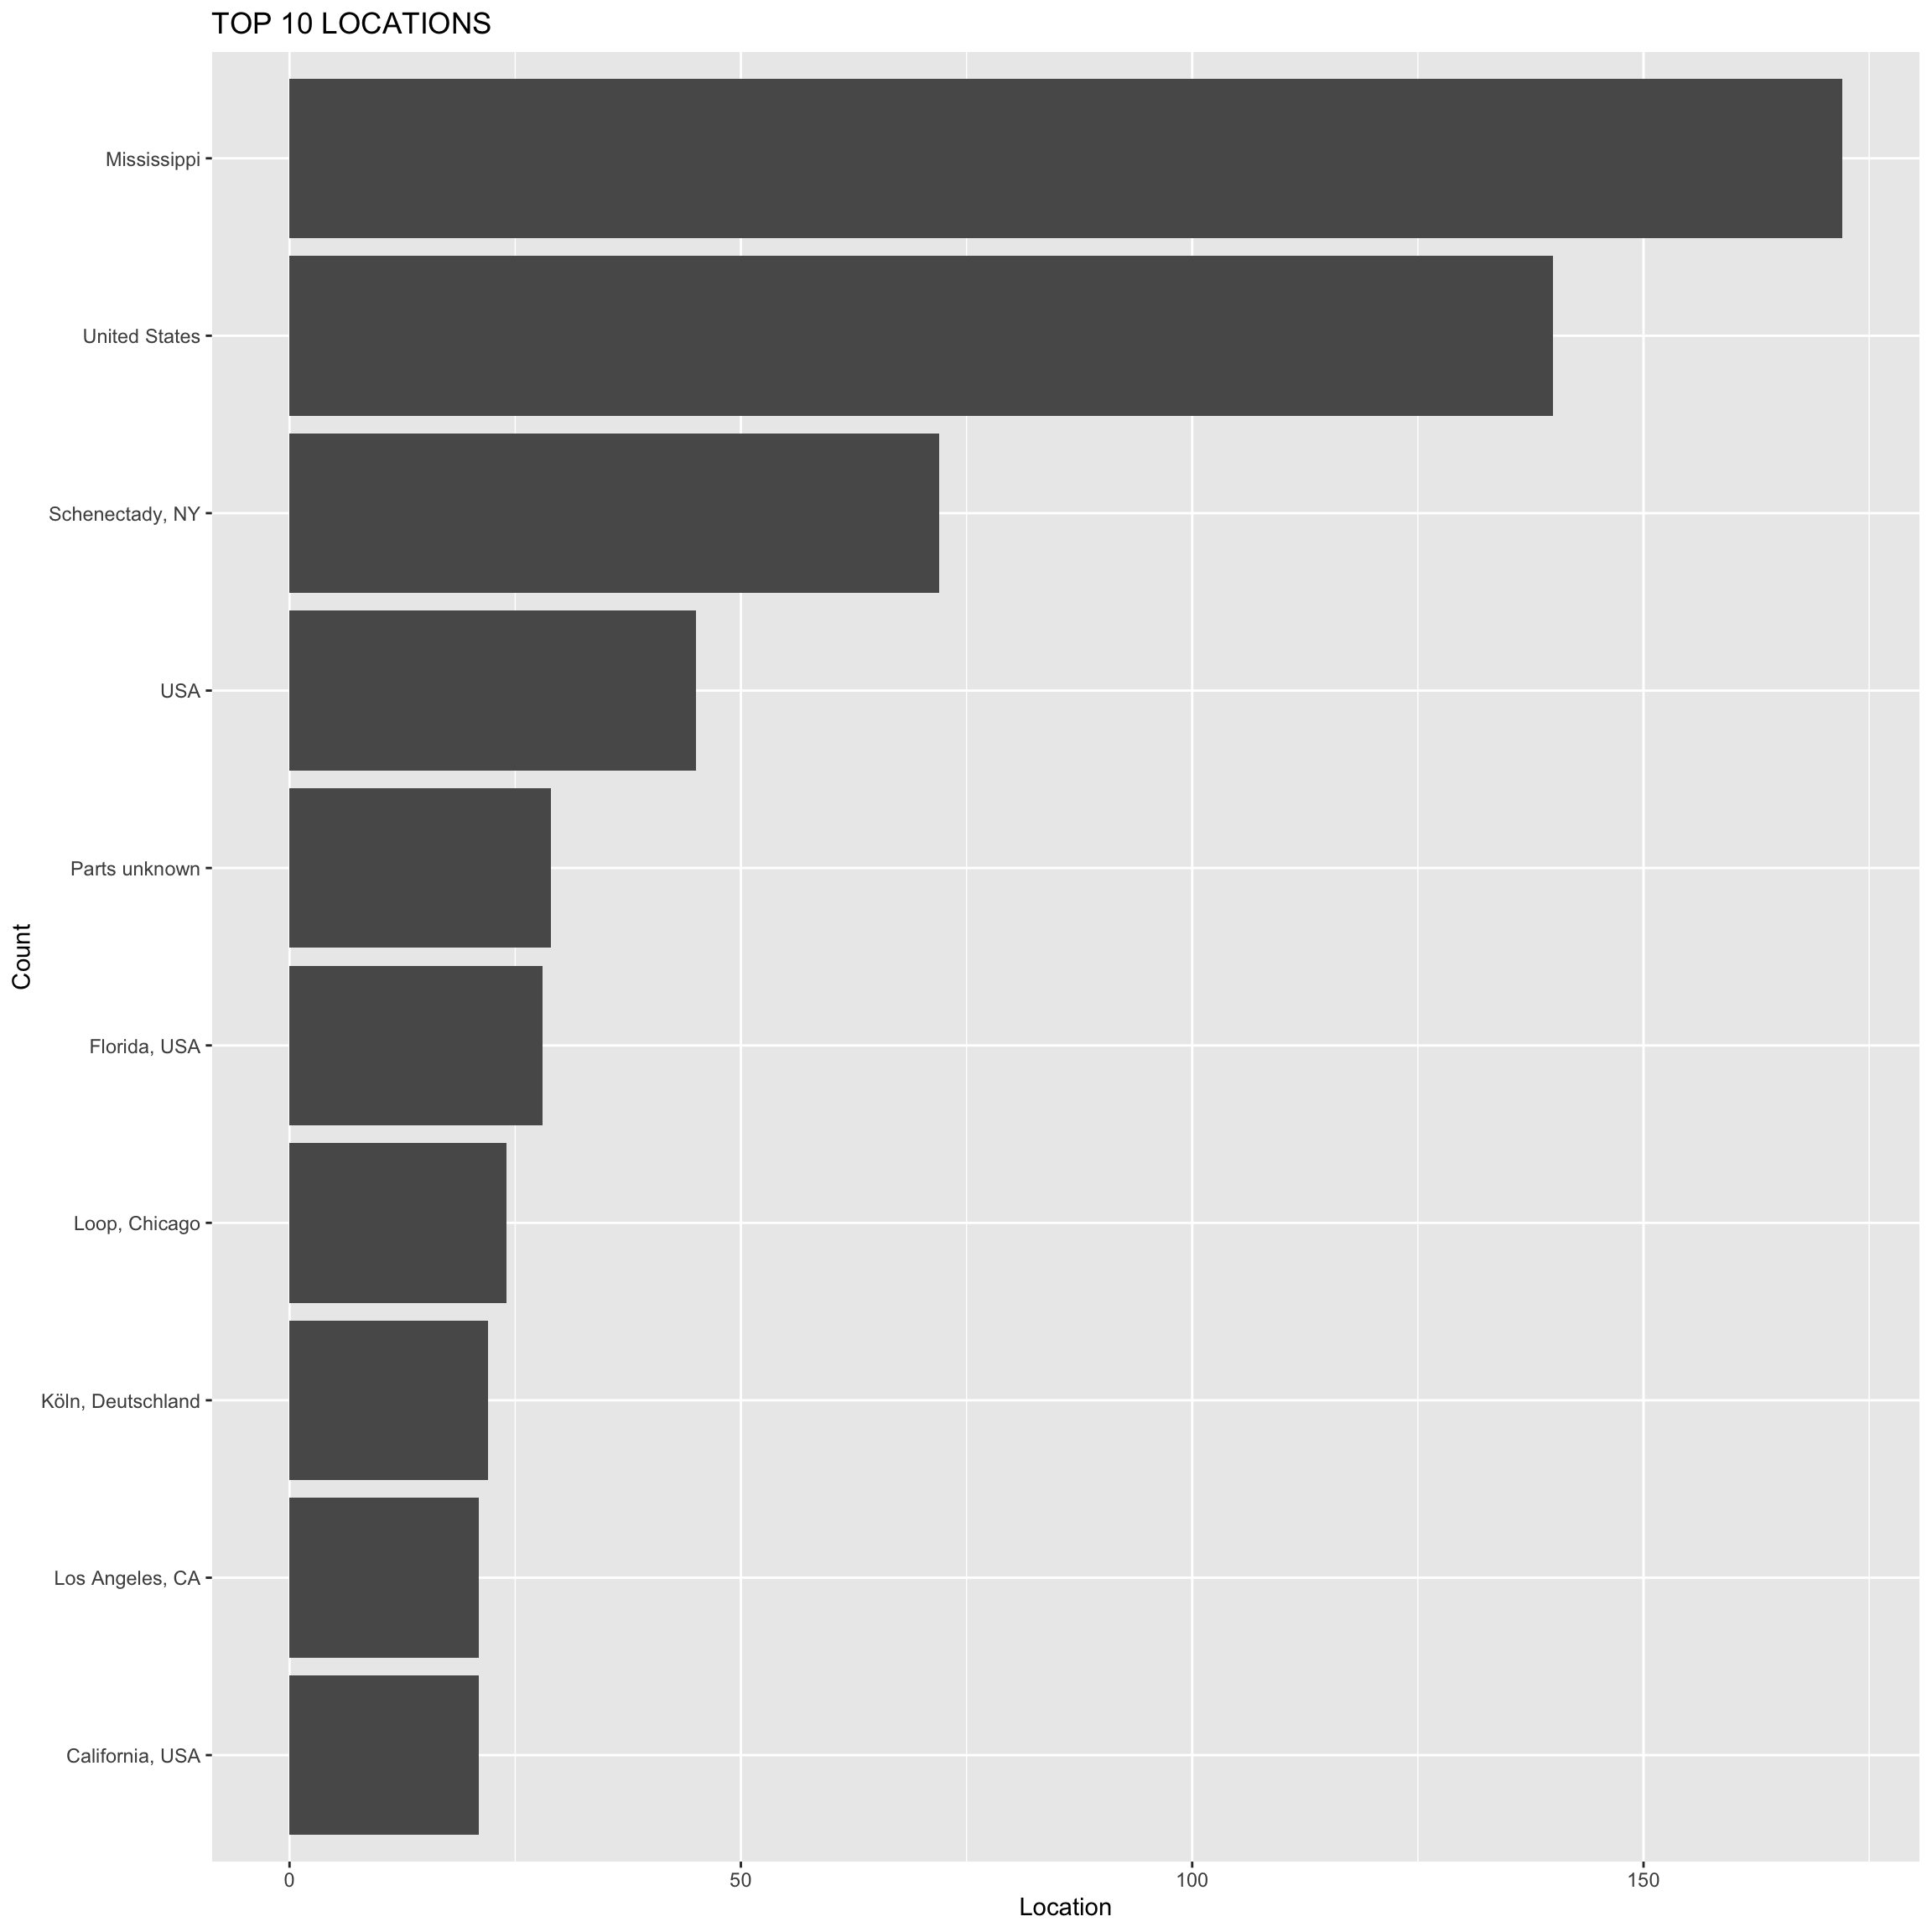 TOP 10 LOCATIONS
Mississippi
United States
Schenectady, NY
USA
Parts unknown
Florida, USA
Loop, Chicago
Köln, Deutschland
Los Angeles, CA
California, USA
Count
0 50 100 150
Location